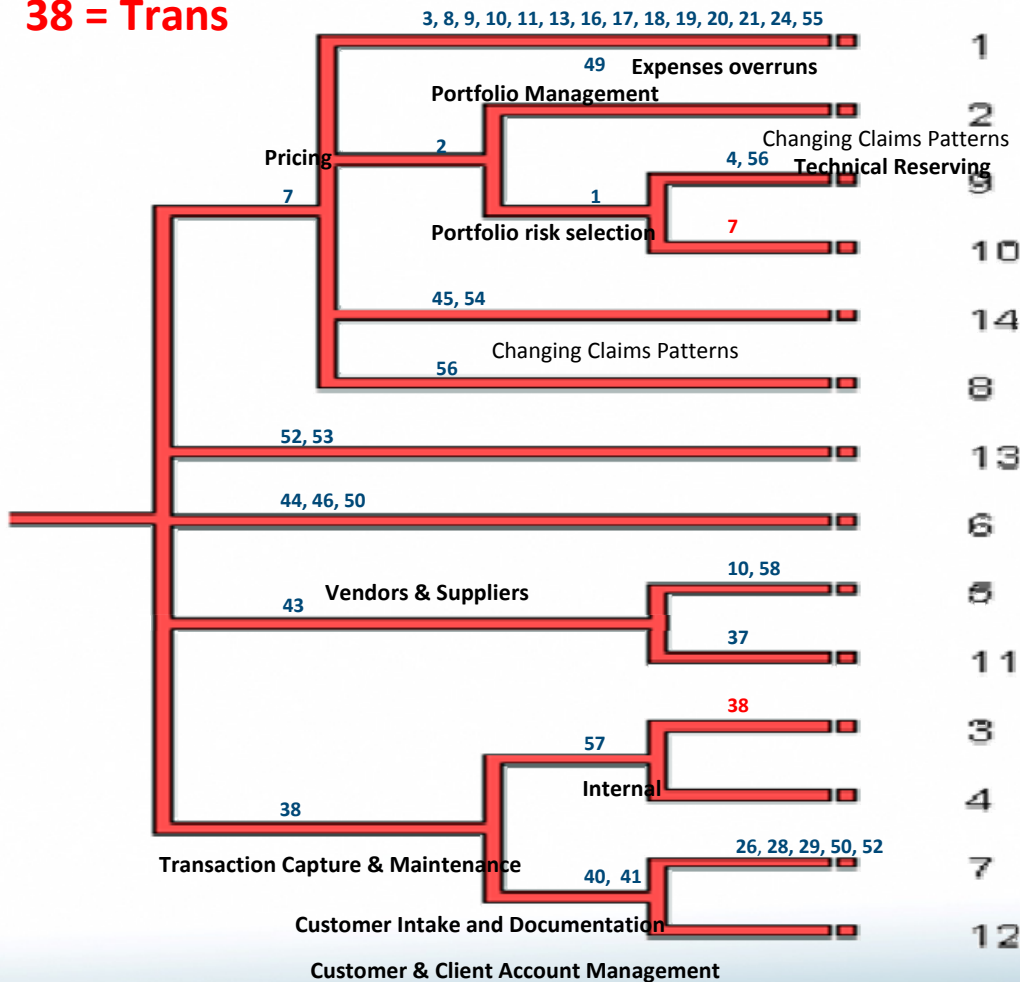 38 = Trans
3, 8, 9, 10, 11, 13, 16, 17, 18, 19, 20, 21, 24, 55
1
49 Expenses overruns
Portfolio Management
2
Changing Claims Patterns
Pricing 2
4, 56 Technical Reserving
9
7
1
Portfolio risk selection
7
10
45, 54
14
Changing Claims Patterns
56
8
52, 53
13
44, 46, 50
6
10, 58
Vendors & Suppliers
5
43
37
11
38
3
57
Internal
4
38
26, 28, 29, 50, 52
Transaction Capture & Maintenance
7
40, 41
Customer Intake and Documentation
12
Customer & Client Account Management